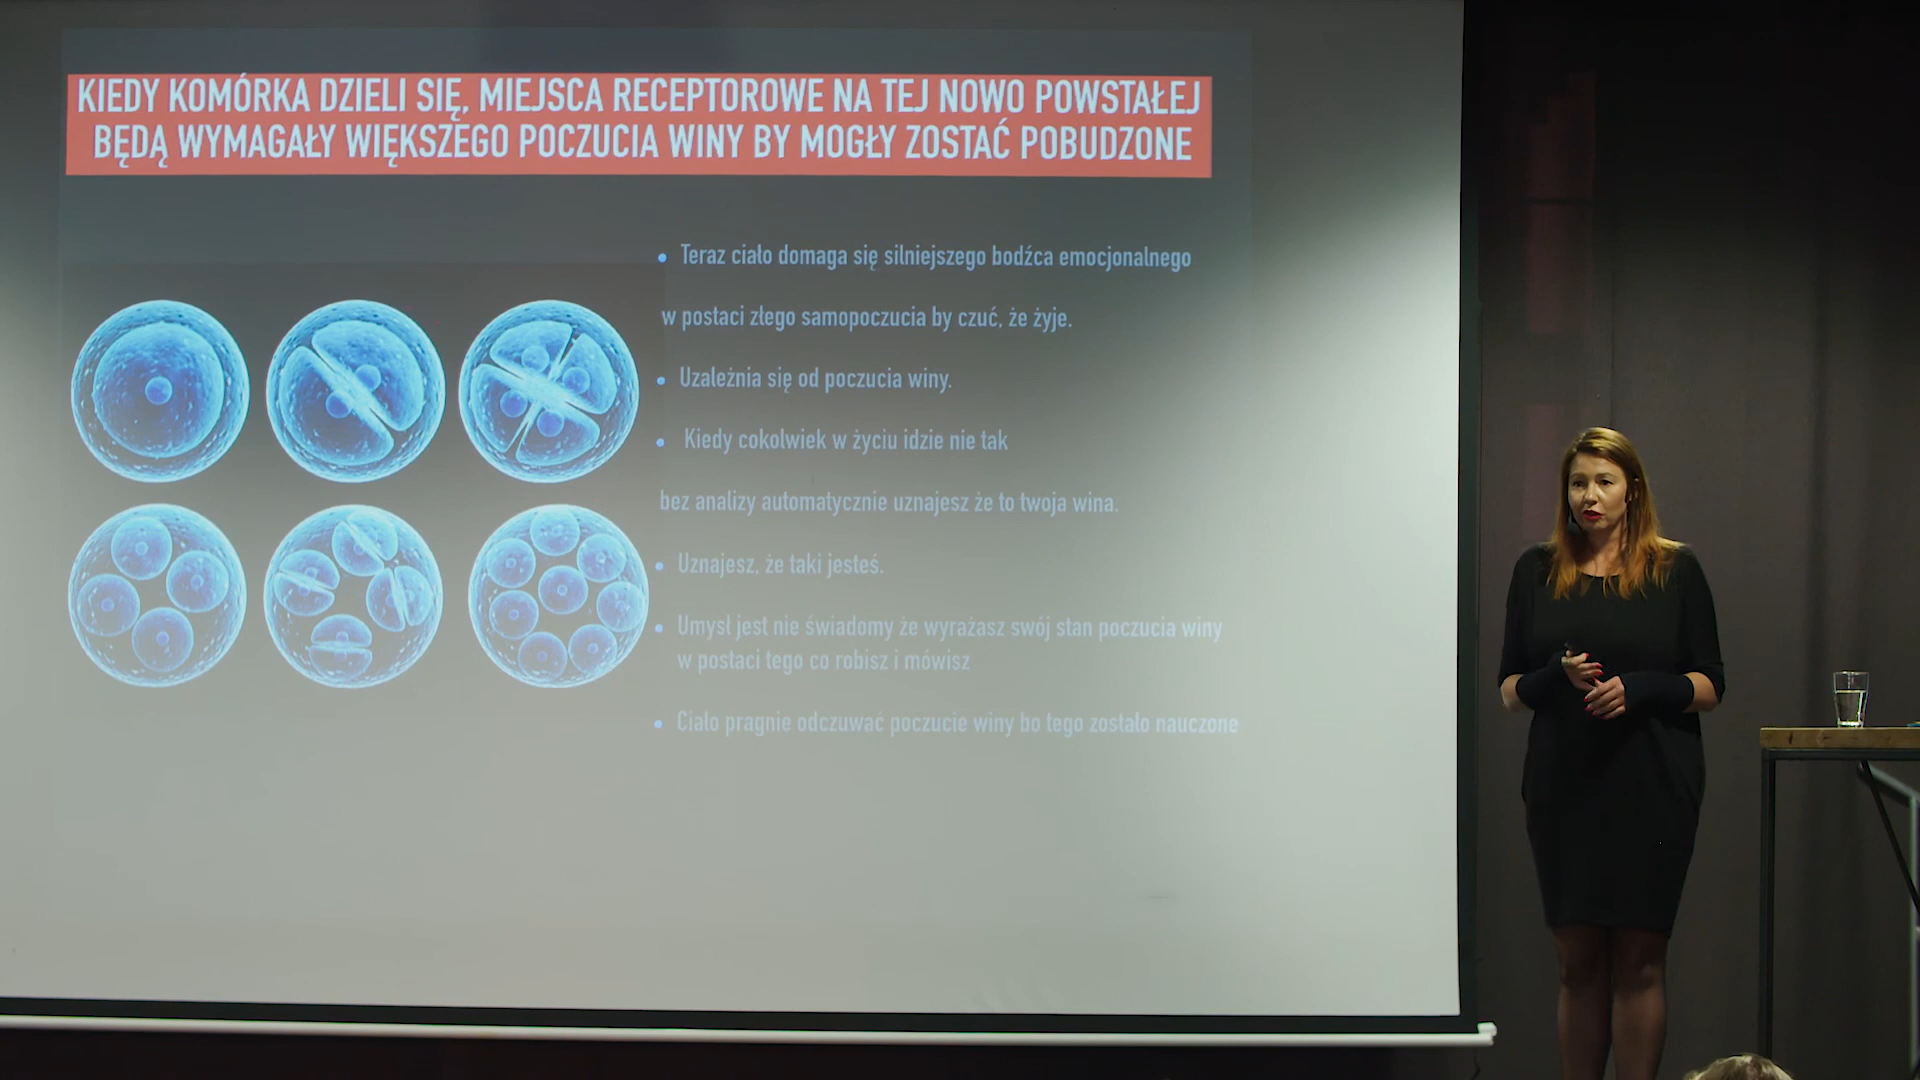 KIEDY KOMÓRKA DZIELI SIĘ, MIEJSCA RECEPTOROWE NA TEJ NOWO POWSTAŁEJ
BĘDĄ WYMAGAŁY WIĘKSZEGO POCZUCIA WINY BY MOGŁY ZOSTAĆ POBUDZONE
• Teraz ciało domaga się silniejszego bodźca emocjonalnego
w postaci złego samopoczucia by czuć, że żyje.
• Uzależnia się od poczucia winy.
• Kiedy cokolwiek w życiu idzie nie tak
bez analizy automatycznie uznajesz że to twoja wina.
• Uznajesz, że taki jesteś.
• Umysł jest nie świadomy że wyrażasz swój stan poczucia winy
w postaci tego co robisz i mówisz
• Ciało pragnie odczuwać poczucie winy bo tego zostało nauczone